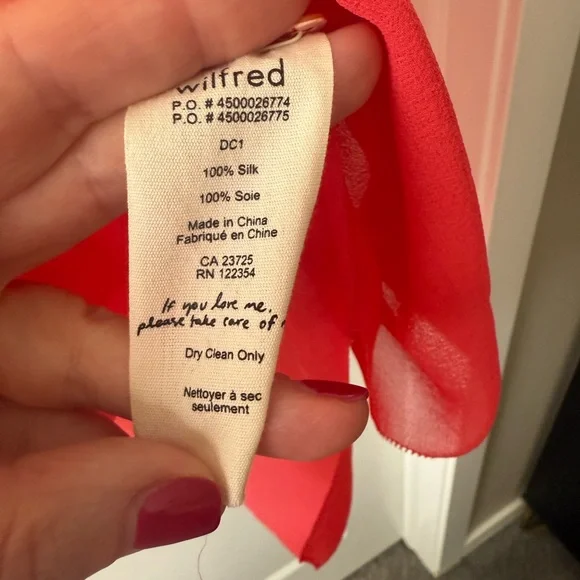 wilfred
P.O. # 4500026774
P.O. # 4500026775
DC1
100% Silk
100% Soie
Made in China
Fabriqué en Chine
CA 23725
RN 122354
If you love me,
please take care of
Dry Clean Only
Nettoyer à sec
seulement